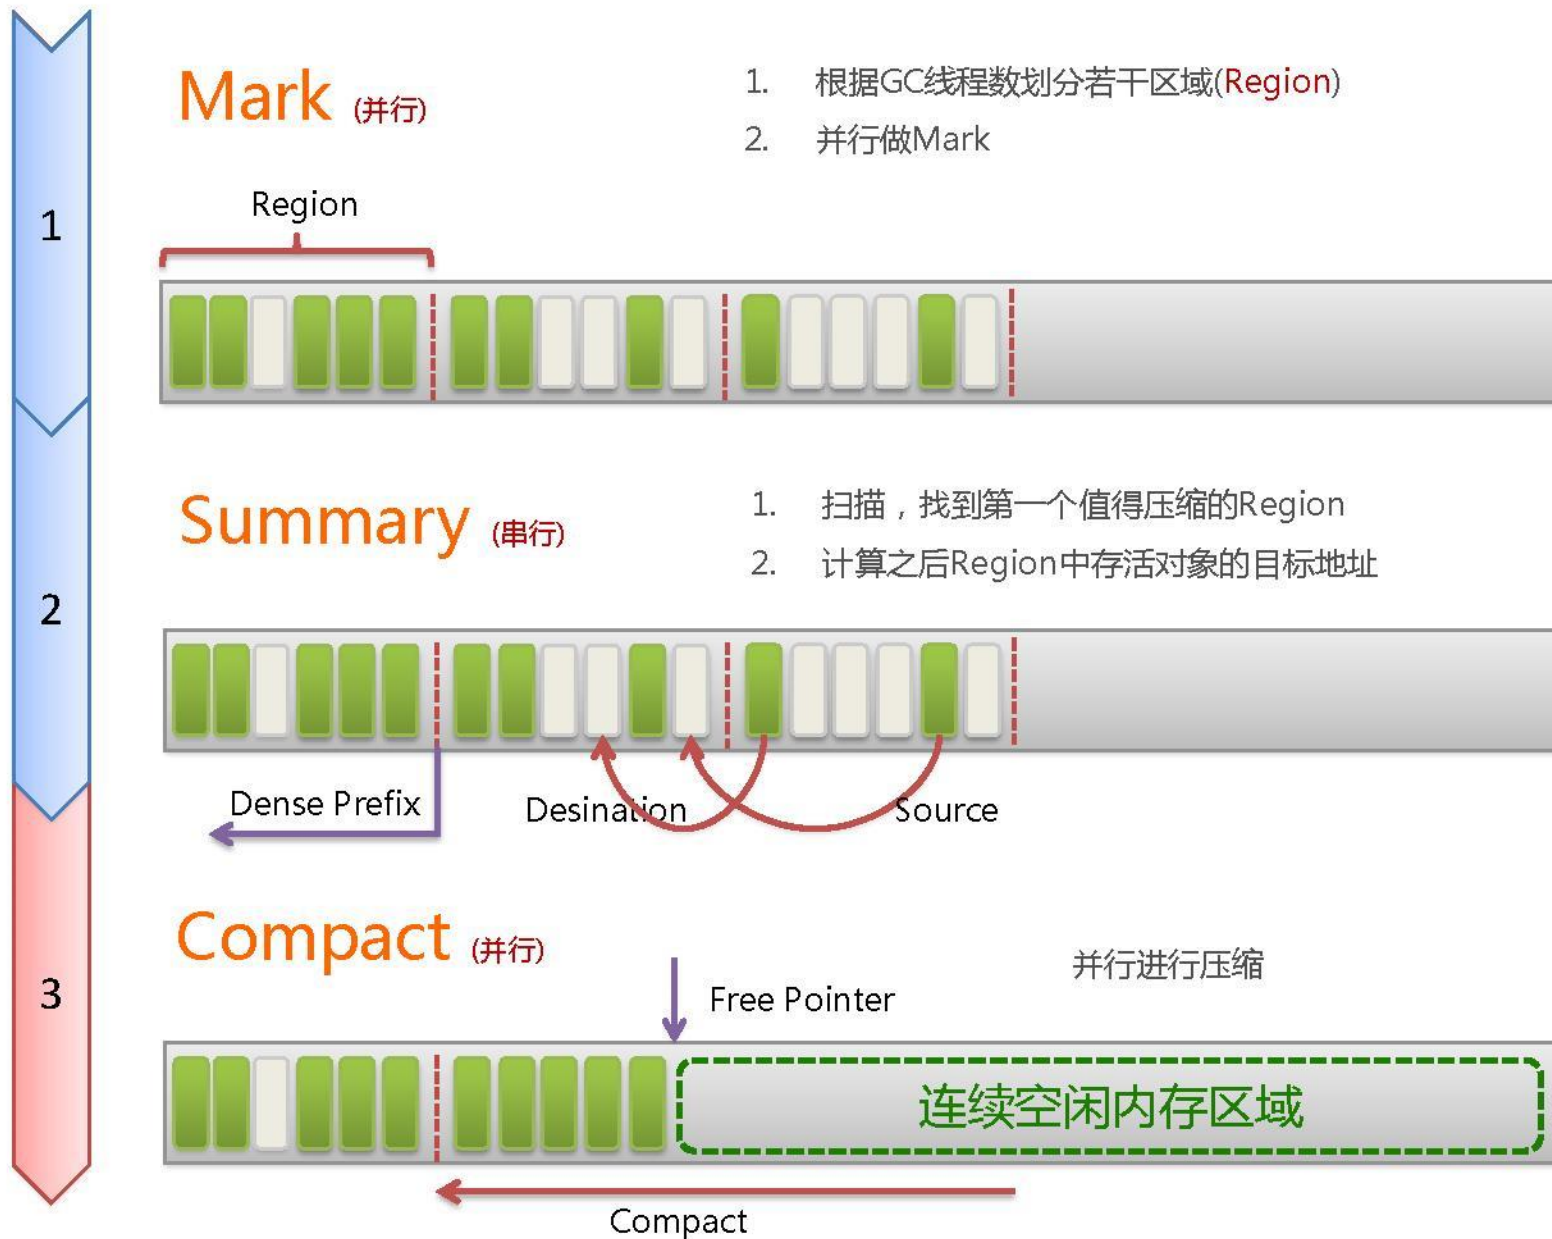 Mark (并行)
1. 根据GC线程数划分若干区域(Region)
2. 并行做Mark
Region
1
Summary (串行)
1. 扫描，找到第一个值得压缩的Region
2. 计算之后Region中存活对象的目标地址
2
Dense Prefix
Desination
Source
Compact (并行)
并行进行压缩
3
Free Pointer
连续空闲内存区域
Compact